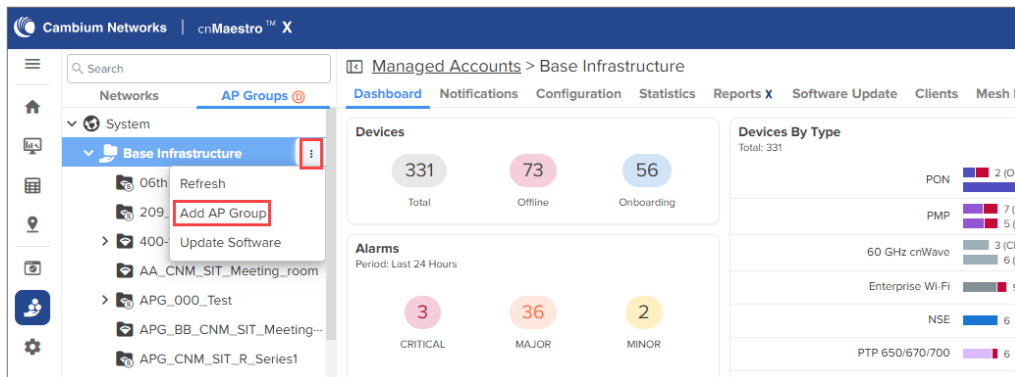 Cambium Networks | cnMaestro™ X
Search
Networks AP Groups D
System
Base Infrastructure
06th
209_
400-
AA_CNM_SIT_Meeting_room
APG_000_Test
APG_BB_CNM_SIT_Meeting...
APG_CNM_SIT_R_Series1
Refresh
Add AP Group
Update Software
Managed Accounts > Base Infrastructure
Dashboard Notifications Configuration Statistics Reports X Software Update Clients Mesh
Devices
331 73 56
Total Offline Onboarding
Alarms
Period: Last 24 Hours
3 36 2
CRITICAL MAJOR MINOR
Devices By Type
Total: 331
PON 2 (O
PMP 7 (
5 (
60 GHz cnWave 3 (Cl
6 (
Enterprise Wi-Fi 9
NSE 6
PTP 650/670/700 6